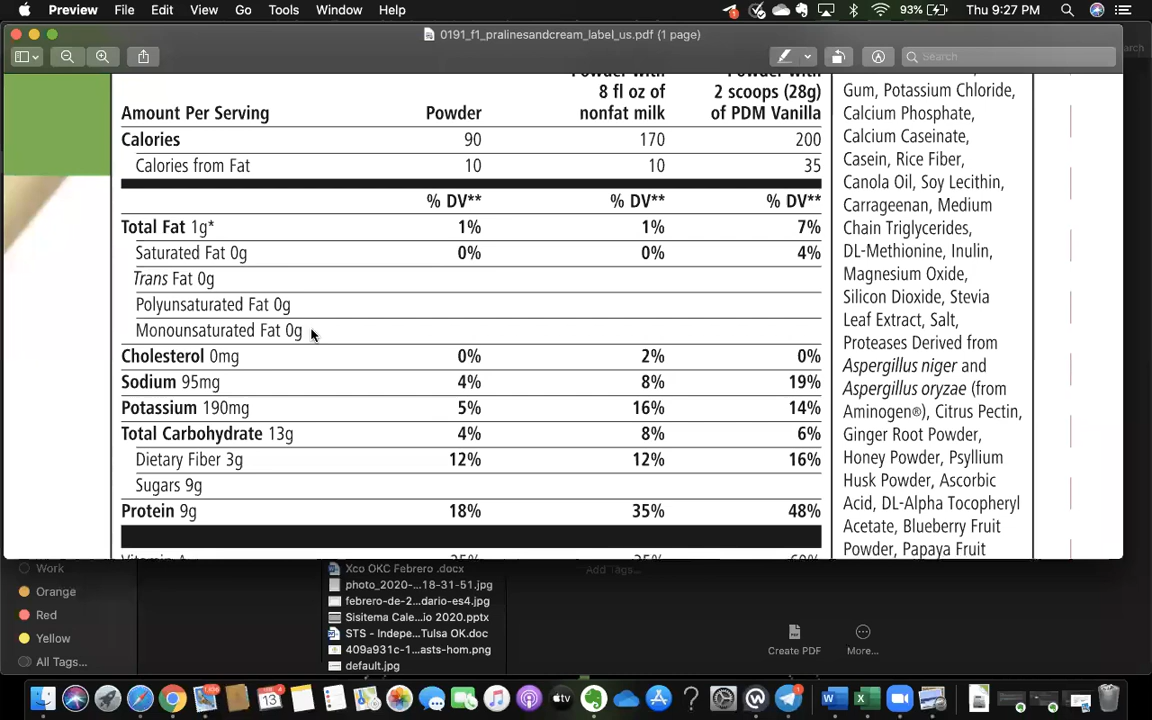 Preview File Edit View Go Tools Window Help 93% Thu 9:27 PM
0191_f1_pralinesandcream_label_us.pdf (1 page)
Search
Powder with Powder with
8 fl oz of 2 scoops (28g)
Amount Per Serving Powder nonfat milk of PDM Vanilla
Calories 90 170 200
Calories from Fat 10 10 35
% DV** % DV** % DV**
Total Fat 1g* 1% 1% 7%
Saturated Fat 0g 0% 0% 4%
Trans Fat 0g
Polyunsaturated Fat 0g
Monounsaturated Fat 0g
Cholesterol 0mg 0% 2% 0%
Sodium 95mg 4% 8% 19%
Potassium 190mg 5% 16% 14%
Total Carbohydrate 13g 4% 8% 6%
Dietary Fiber 3g 12% 12% 16%
Sugars 9g
Protein 9g 18% 35% 48%
Vitamin A 25% 35% 60%
Gum, Potassium Chloride,
Calcium Phosphate,
Calcium Caseinate,
Casein, Rice Fiber,
Canola Oil, Soy Lecithin,
Carrageenan, Medium
Chain Triglycerides,
DL-Methionine, Inulin,
Magnesium Oxide,
Silicon Dioxide, Stevia
Leaf Extract, Salt,
Proteases Derived from
Aspergillus niger and
Aspergillus oryzae (from
Aminogen®), Citrus Pectin,
Ginger Root Powder,
Honey Powder, Psyllium
Husk Powder, Ascorbic
Acid, DL-Alpha Tocopheryl
Acetate, Blueberry Fruit
Powder, Papaya Fruit
Work
Orange
Red
Yellow
All Tags...
Xco OKC Febrero .docx
photo_2020-...18-31-51.jpg
febrero-de-2...dario-es4.jpg
Sisitema Cale...io 2020.pptx
STS - Indepe...Tulsa OK.doc
409a931c-1...asts-hom.png
default.jpg
Add Tags...
Create PDF
More...